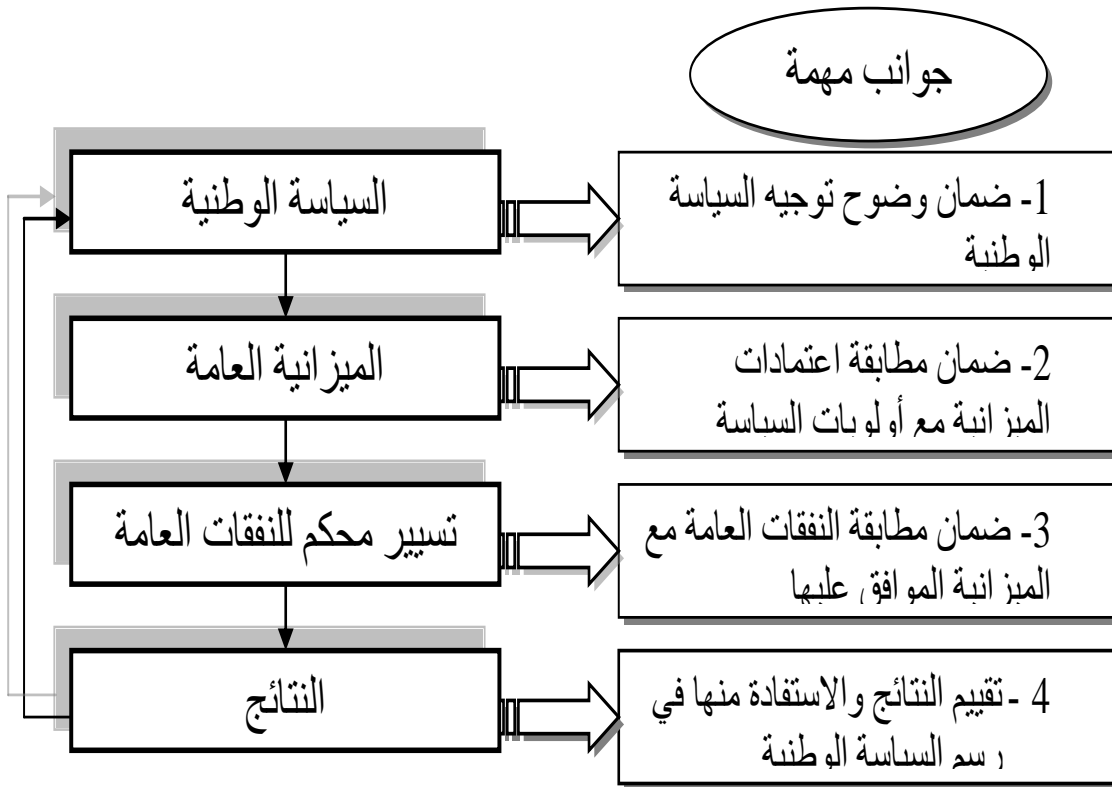 جوانب مهمة
السياسة الوطنية
1- ضمان وضوح توجيه السياسة
الوطنية
الميزانية العامة
2- ضمان مطابقة اعتمادات
الميزانية مع أولويات السياسة
تسيير محكم للنفقات العامة
3- ضمان مطابقة النفقات العامة مع
الميزانية الموافق عليها
النتائج
4 - تقييم النتائج والاستفادة منها في
رسم السياسة الوطنية